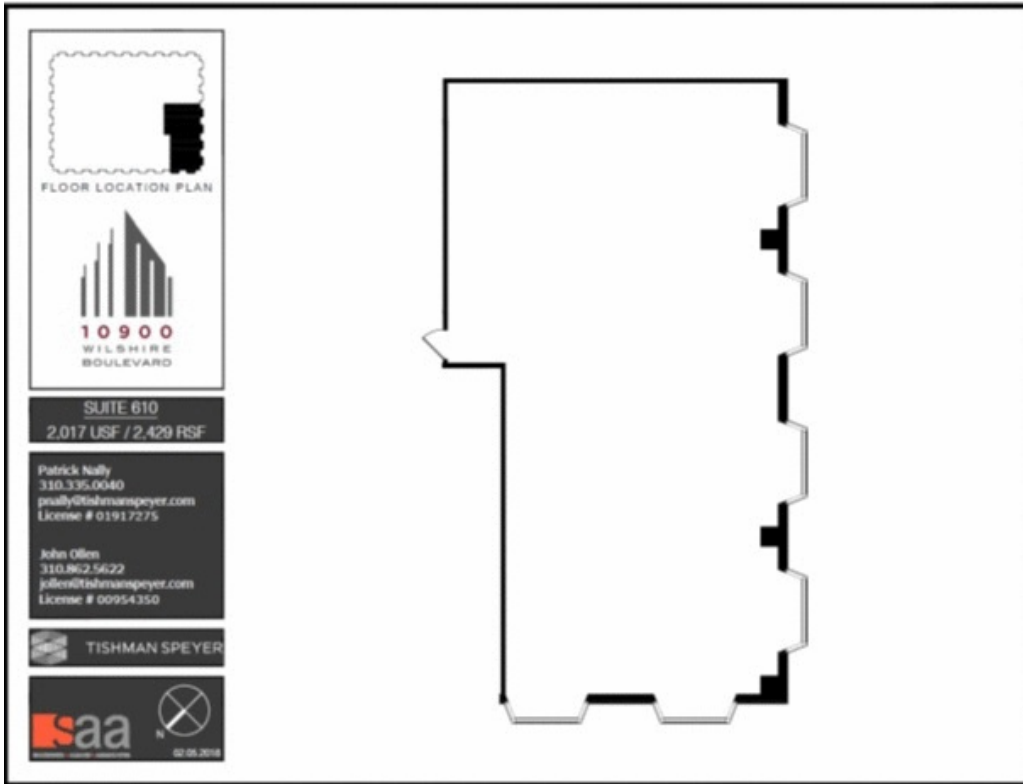 FLOOR LOCATION PLAN
10900
WILSHIRE
BOULEVARD
SUITE 610
2,017 USF / 2,429 RSF
Patrick Nally
310.335.0040
pnally@tishmanspeyer.com
License # 01917275
John Ollen
310.862.5622
jollen@tishmanspeyer.com
License # 00954350
TISHMAN SPEYER
saa
N
02.05.2018